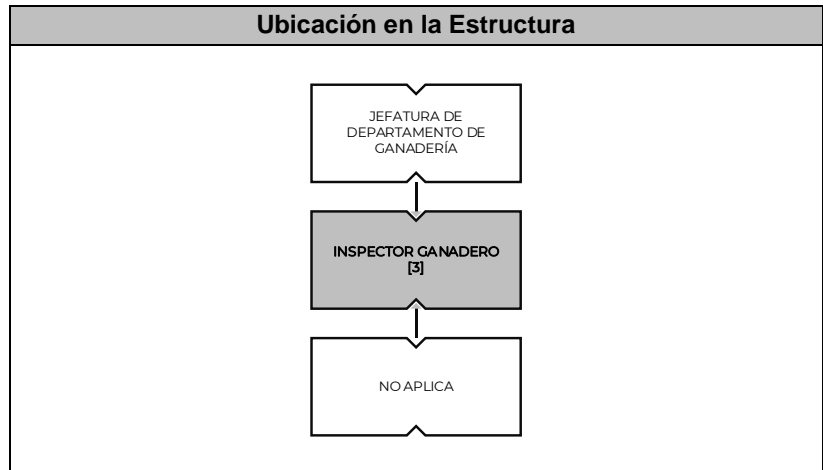 Ubicación en la Estructura
JEFATURA DE
DEPARTAMENTO DE
GANADERÍA
INSPECTOR GANADERO
[3]
NO APLICA